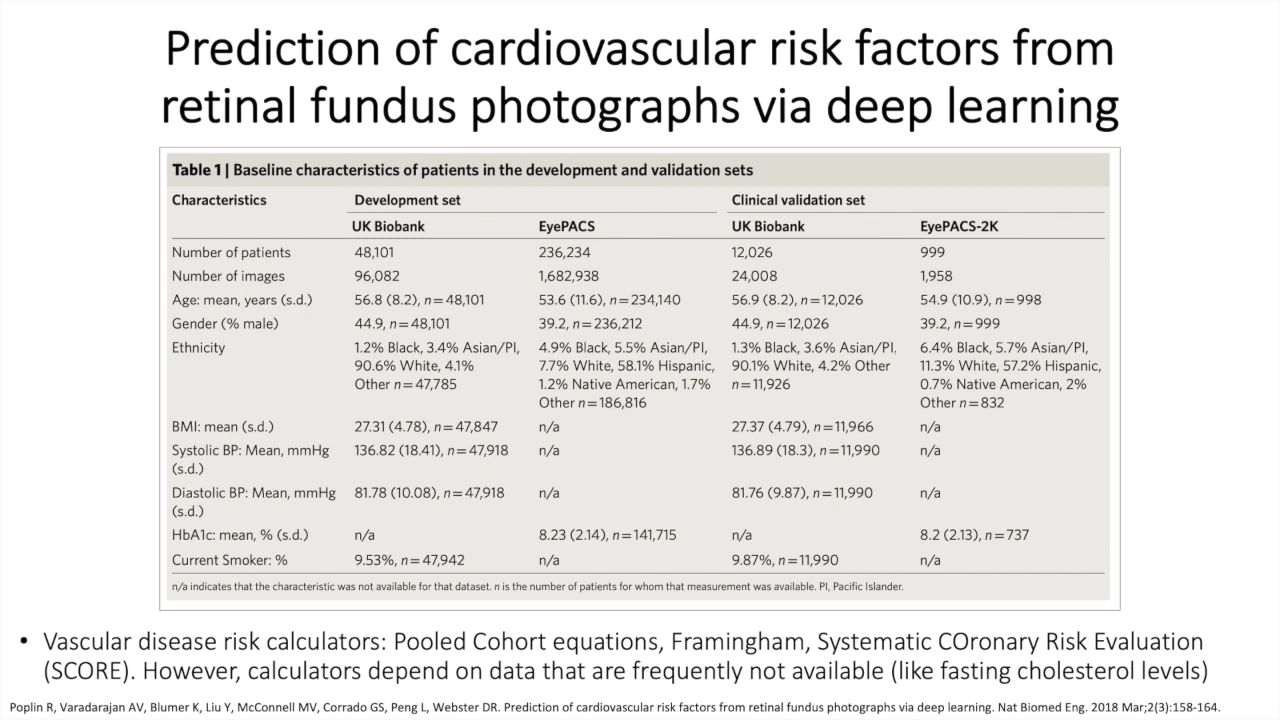 Prediction of cardiovascular risk factors from
retinal fundus photographs via deep learning
Table 1 | Baseline characteristics of patients in the development and validation sets
Characteristics Development set Clinical validation set
UK Biobank EyePACS UK Biobank EyePACS-2K
Number of patients 48,101 236,234 12,026 999
Number of images 96,082 1,682,938 24,008 1,958
Age: mean, years (s.d.) 56.8 (8.2), n=48,101 53.6 (11.6), n=234,140 56.9 (8.2), n=12,026 54.9 (10.9), n=998
Gender (% male) 44.9, n=48,101 39.2, n=236,212 44.9, n=12,026 39.2, n=999
Ethnicity 1.2% Black, 3.4% Asian/PI, 4.9% Black, 5.5% Asian/PI, 1.3% Black, 3.6% Asian/PI, 6.4% Black, 5.7% Asian/PI,
90.6% White, 4.1% 7.7% White, 58.1% Hispanic, 90.1% White, 4.2% Other 11.3% White, 57.2% Hispanic,
Other n=47,785 1.2% Native American, 1.7% n=11,926 0.7% Native American, 2%
Other n=186,816 Other n=832
BMI: mean (s.d.) 27.31 (4.78), n=47,847 n/a 27.37 (4.79), n=11,966 n/a
Systolic BP: Mean, mmHg 136.82 (18.41), n=47,918 n/a 136.89 (18.3), n=11,990 n/a
(s.d.)
Diastolic BP: Mean, mmHg 81.78 (10.08), n=47,918 n/a 81.76 (9.87), n=11,990 n/a
(s.d.)
HbA1c: mean, % (s.d.) n/a 8.23 (2.14), n=141,715 n/a 8.2 (2.13), n=737
Current Smoker: % 9.53%, n=47,942 n/a 9.87%, n=11,990 n/a
n/a indicates that the characteristic was not available for that dataset. n is the number of patients for whom that measurement was available. PI, Pacific Islander.
• Vascular disease risk calculators: Pooled Cohort equations, Framingham, Systematic COronary Risk Evaluation
(SCORE). However, calculators depend on data that are frequently not available (like fasting cholesterol levels)
Poplin R, Varadarajan AV, Blumer K, Liu Y, McConnell MV, Corrado GS, Peng L, Webster DR. Prediction of cardiovascular risk factors from retinal fundus photographs via deep learning. Nat Biomed Eng. 2018 Mar;2(3):158-164.